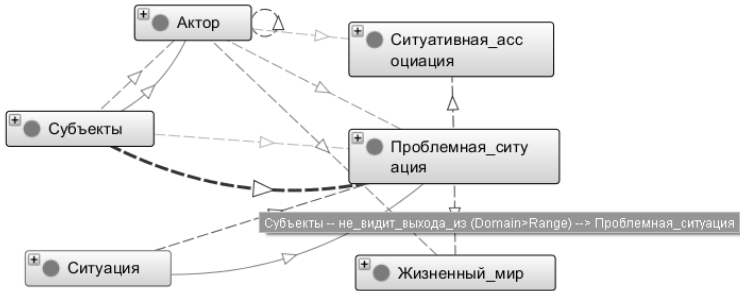 Актор
Ситуативная_асс
оциация
Субъекты
Проблемная_ситу
ация
Субъекты -- не_видит_выхода_из (Domain>Range) --> Проблемная_ситуация
Ситуация
Жизненный_мир